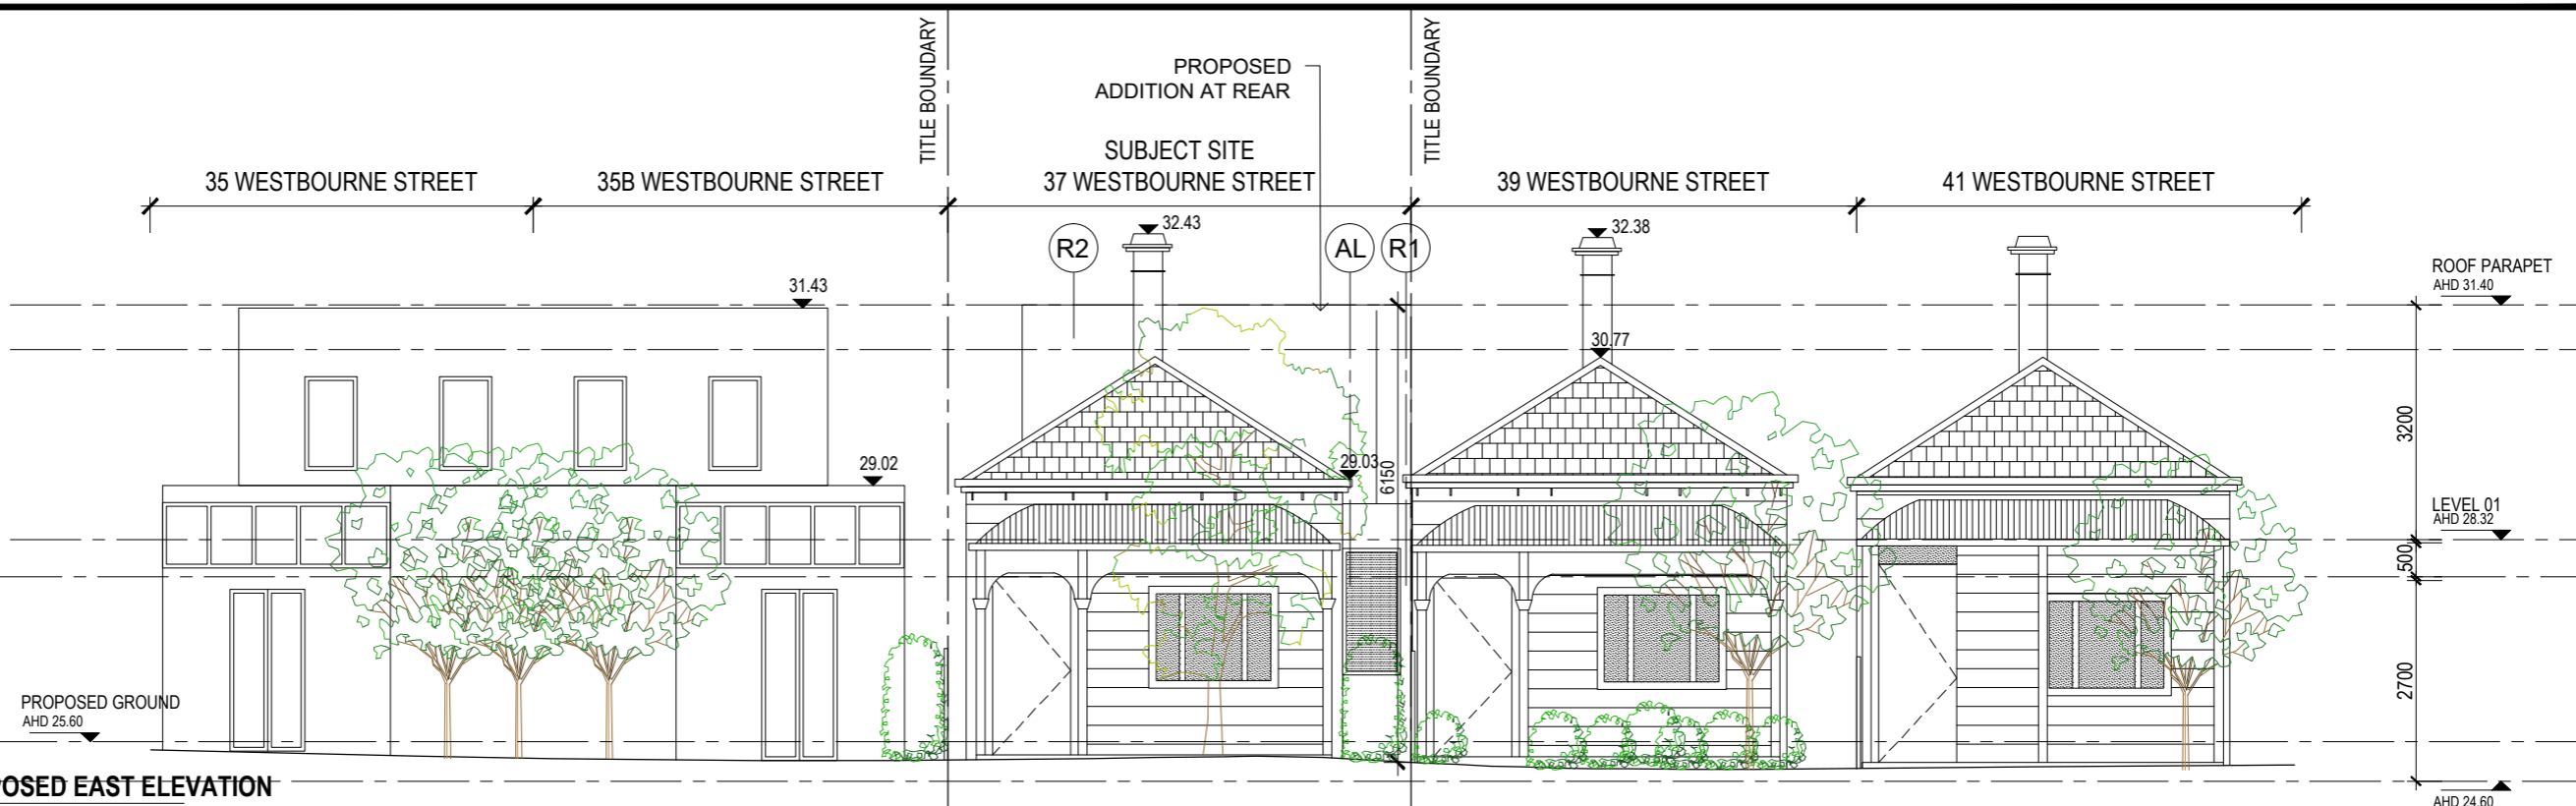 TITLE BOUNDARY
TITLE BOUNDARY
PROPOSED
ADDITION AT REAR
SUBJECT SITE
35 WESTBOURNE STREET
35B WESTBOURNE STREET
37 WESTBOURNE STREET
39 WESTBOURNE STREET
41 WESTBOURNE STREET
32.43
32.38
R2
AL
R1
ROOF PARAPET
AHD 31.40
31.43
30.77
3200
29.02
29.03
6150
LEVEL 01
AHD 28.32
500
2700
PROPOSED GROUND
AHD 25.60
POSED EAST ELEVATION
AHD 24.60